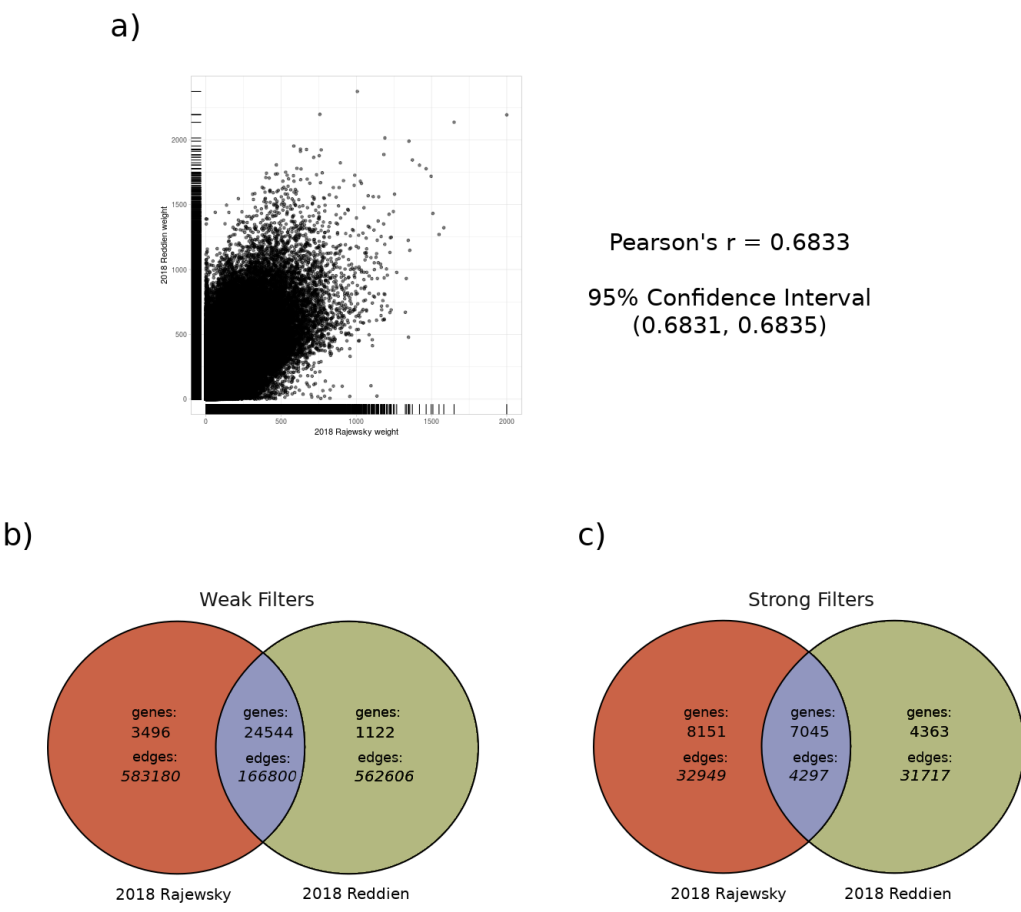 a)
2000
1500
1000
500
0
2018 Reddien weight
0 500 1000 1500 2000
2018 Rajewsky weight
Pearson's r = 0.6833
95% Confidence Interval
(0.6831, 0.6835)
b)
Weak Filters
genes: genes: genes:
3496 24544 1122
edges: edges: edges:
583180 166800 562606
2018 Rajewsky 2018 Reddien
c)
Strong Filters
genes: genes: genes:
8151 7045 4363
edges: edges: edges:
32949 4297 31717
2018 Rajewsky 2018 Reddien